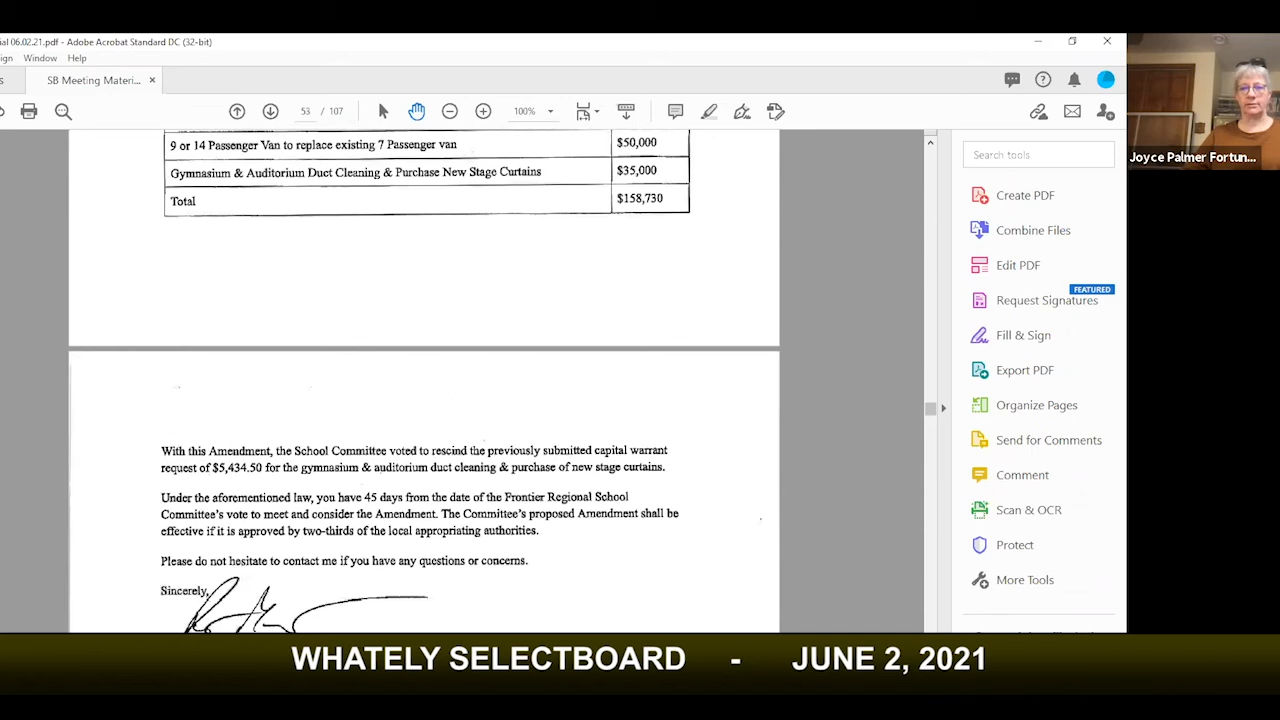 ial 06.02.21.pdf - Adobe Acrobat Standard DC (32-bit)
ign Window Help
s SB Meeting Materi... ×
53 / 107 100%
9 or 14 Passenger Van to replace existing 7 Passenger van $50,000
Gymnasium & Auditorium Duct Cleaning & Purchase New Stage Curtains $35,000
Total $158,730
With this Amendment, the School Committee voted to rescind the previously submitted capital warrant
request of $5,434.50 for the gymnasium & auditorium duct cleaning & purchase of new stage curtains.
Under the aforementioned law, you have 45 days from the date of the Frontier Regional School
Committee's vote to meet and consider the Amendment. The Committee's proposed Amendment shall be
effective if it is approved by two-thirds of the local appropriating authorities.
Please do not hesitate to contact me if you have any questions or concerns.
Sincerely,
Search tools
Create PDF
Combine Files
Edit PDF
FEATURED
Request Signatures
Fill & Sign
Export PDF
Organize Pages
Send for Comments
Comment
Scan & OCR
Protect
More Tools
Joyce Palmer Fortun...
WHATELY SELECTBOARD - JUNE 2, 2021